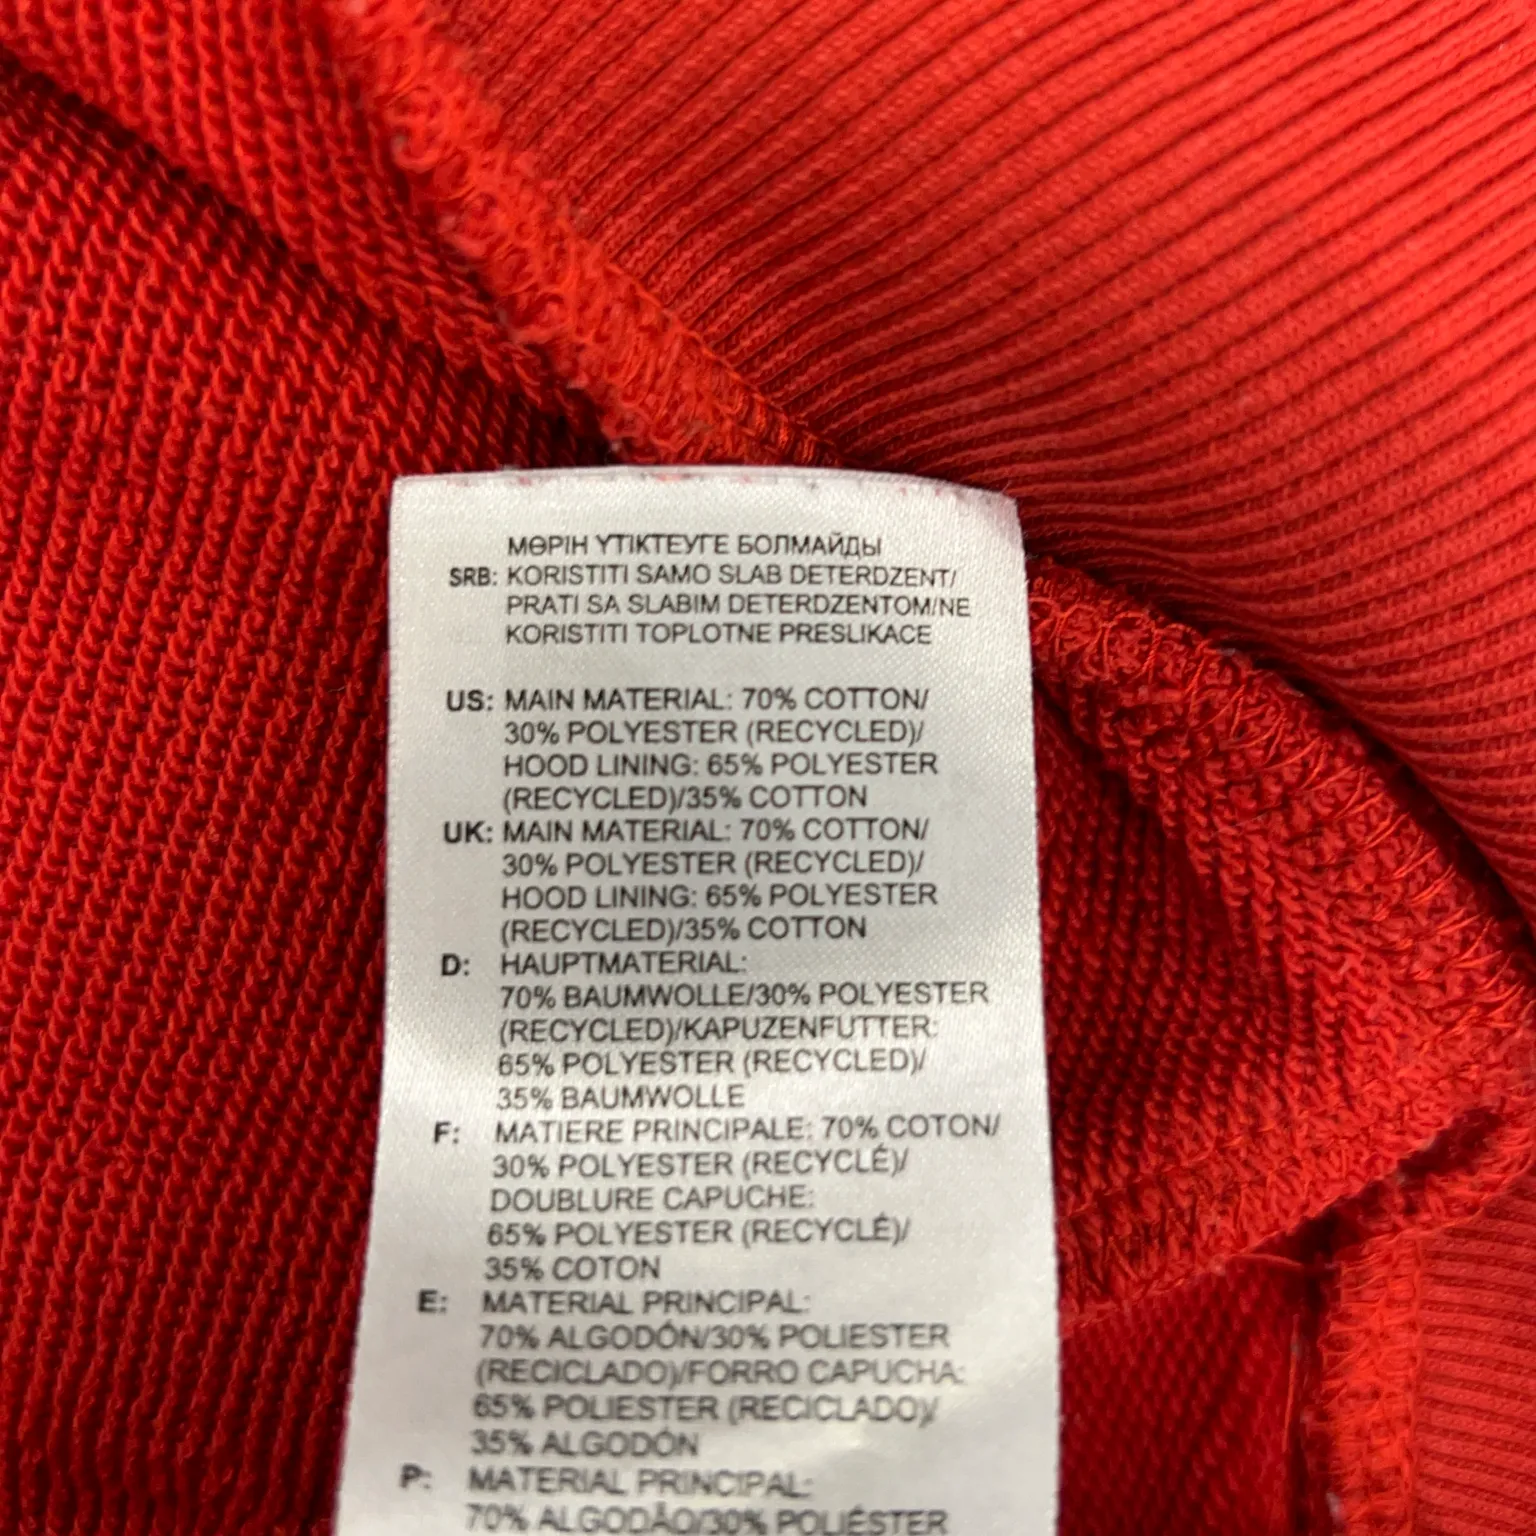 МӨРІН ҮТІКТЕУГЕ БОЛМАЙДЫ
SRB: KORISTITI SAMO SLAB DETERDZENT/
PRATI SA SLABIM DETERDZENTOM/NE
KORISTITI TOPLOTNE PRESLIKACE
US: MAIN MATERIAL: 70% COTTON/
30% POLYESTER (RECYCLED)/
HOOD LINING: 65% POLYESTER
(RECYCLED)/35% COTTON
UK: MAIN MATERIAL: 70% COTTON/
30% POLYESTER (RECYCLED)/
HOOD LINING: 65% POLYESTER
(RECYCLED)/35% COTTON
D: HAUPTMATERIAL:
70% BAUMWOLLE/30% POLYESTER
(RECYCLED)/KAPUZENFUTTER:
65% POLYESTER (RECYCLED)/
35% BAUMWOLLE
F: MATIERE PRINCIPALE: 70% COTON/
30% POLYESTER (RECYCLÉ)/
DOUBLURE CAPUCHE:
65% POLYESTER (RECYCLÉ)/
35% COTON
E: MATERIAL PRINCIPAL:
70% ALGODÓN/30% POLIESTER
(RECICLADO)/FORRO CAPUCHA:
65% POLIESTER (RECICLADO)/
35% ALGODÓN
P: MATERIAL PRINCIPAL:
70% ALGODÃO/30% POLIÉSTER